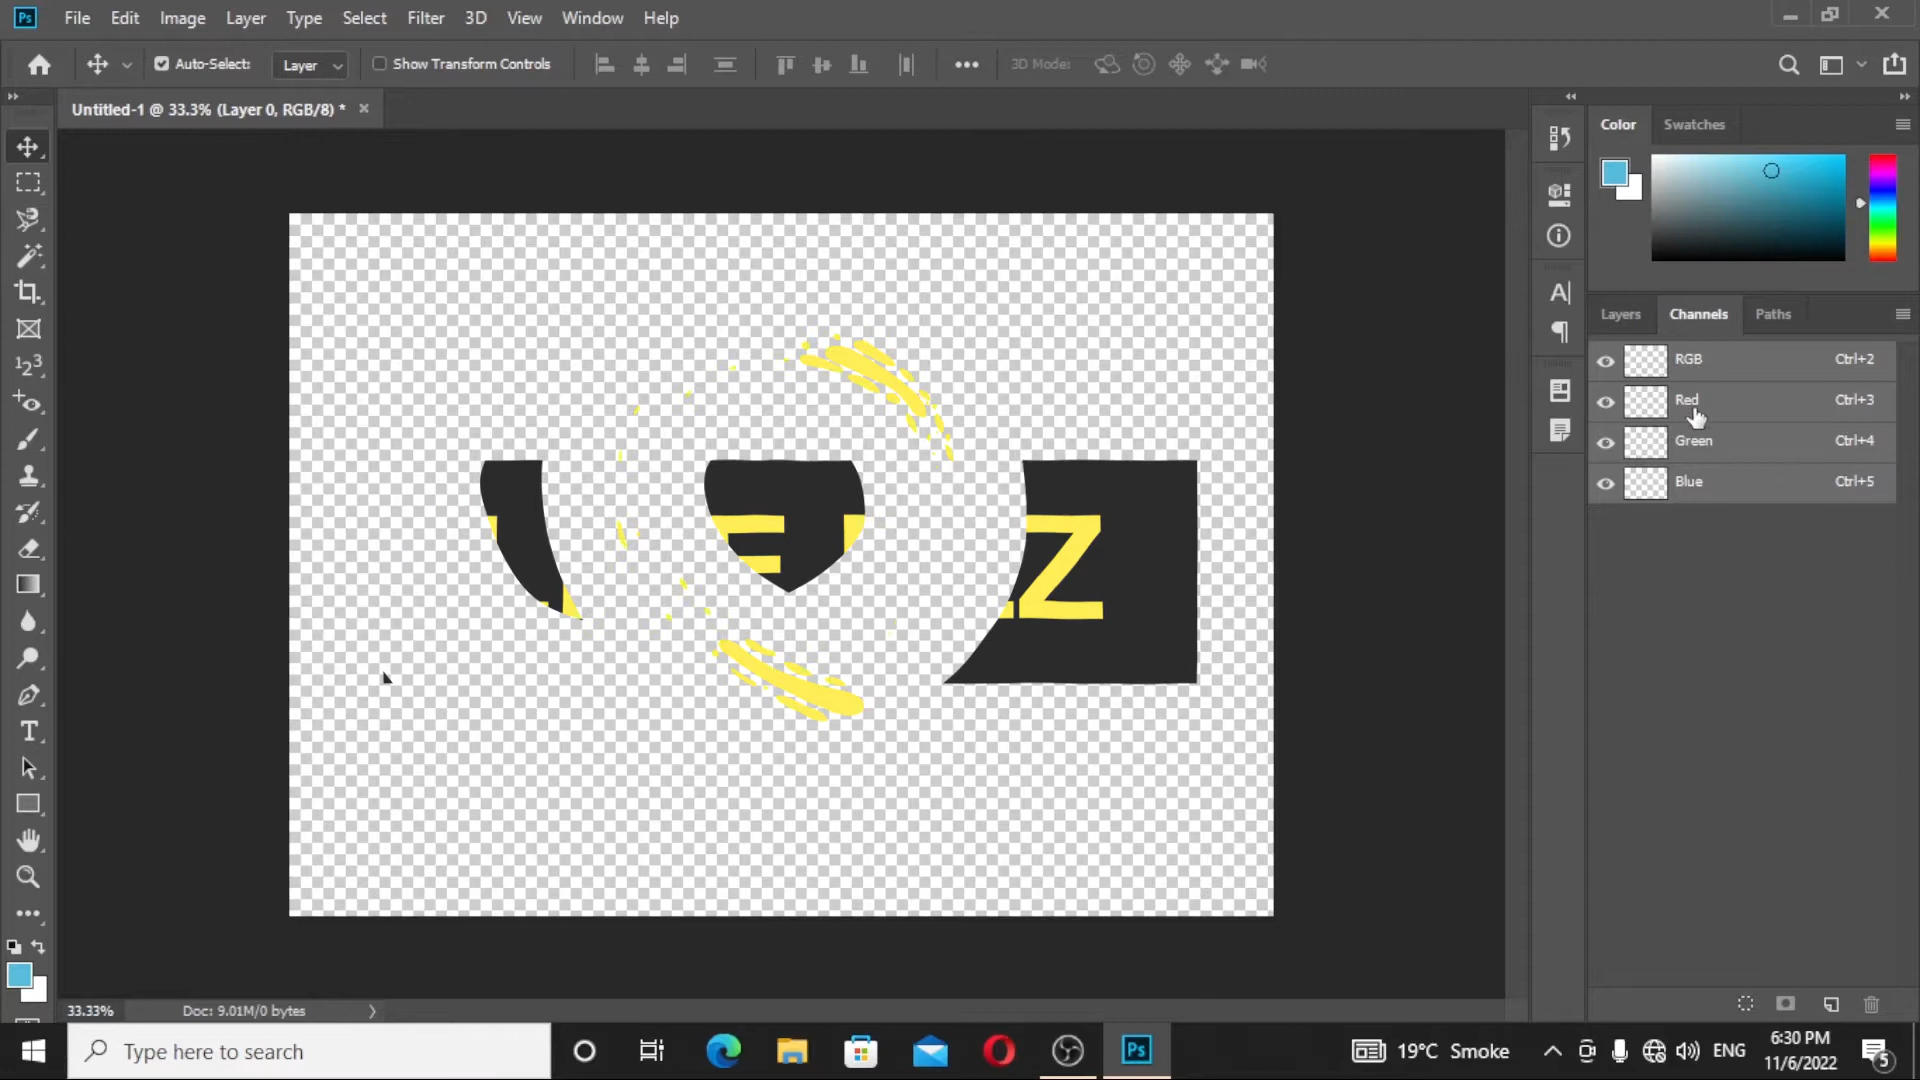 Ps File Edit Image Layer Type Select Filter 3D View Window Help
Auto-Select: Layer Show Transform Controls 3D Mode:
Untitled-1 @ 33.3% (Layer 0, RGB/8) *
Color Swatches
Layers Channels Paths
RGB Ctrl+2
Red Ctrl+3
Green Ctrl+4
Blue Ctrl+5
Z
33.33% Doc: 9.01M/0 bytes
Type here to search
Ps
19°C Smoke
ENG
6:30 PM
11/6/2022
5